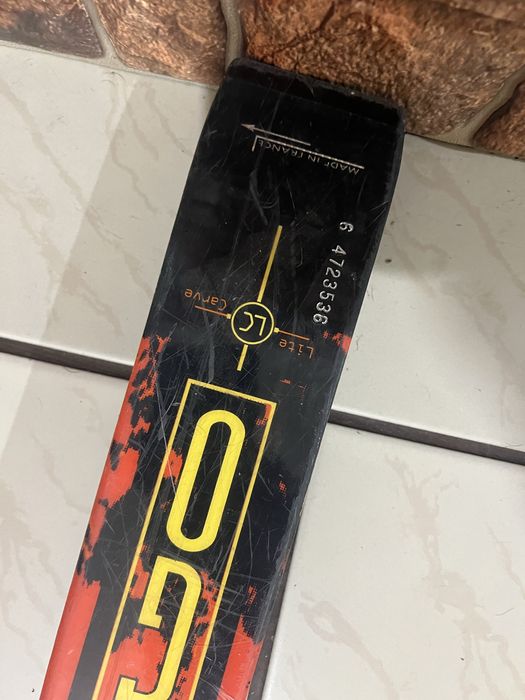 G
O
Lite LC Carve
6 4723536
MADE IN FRANCE